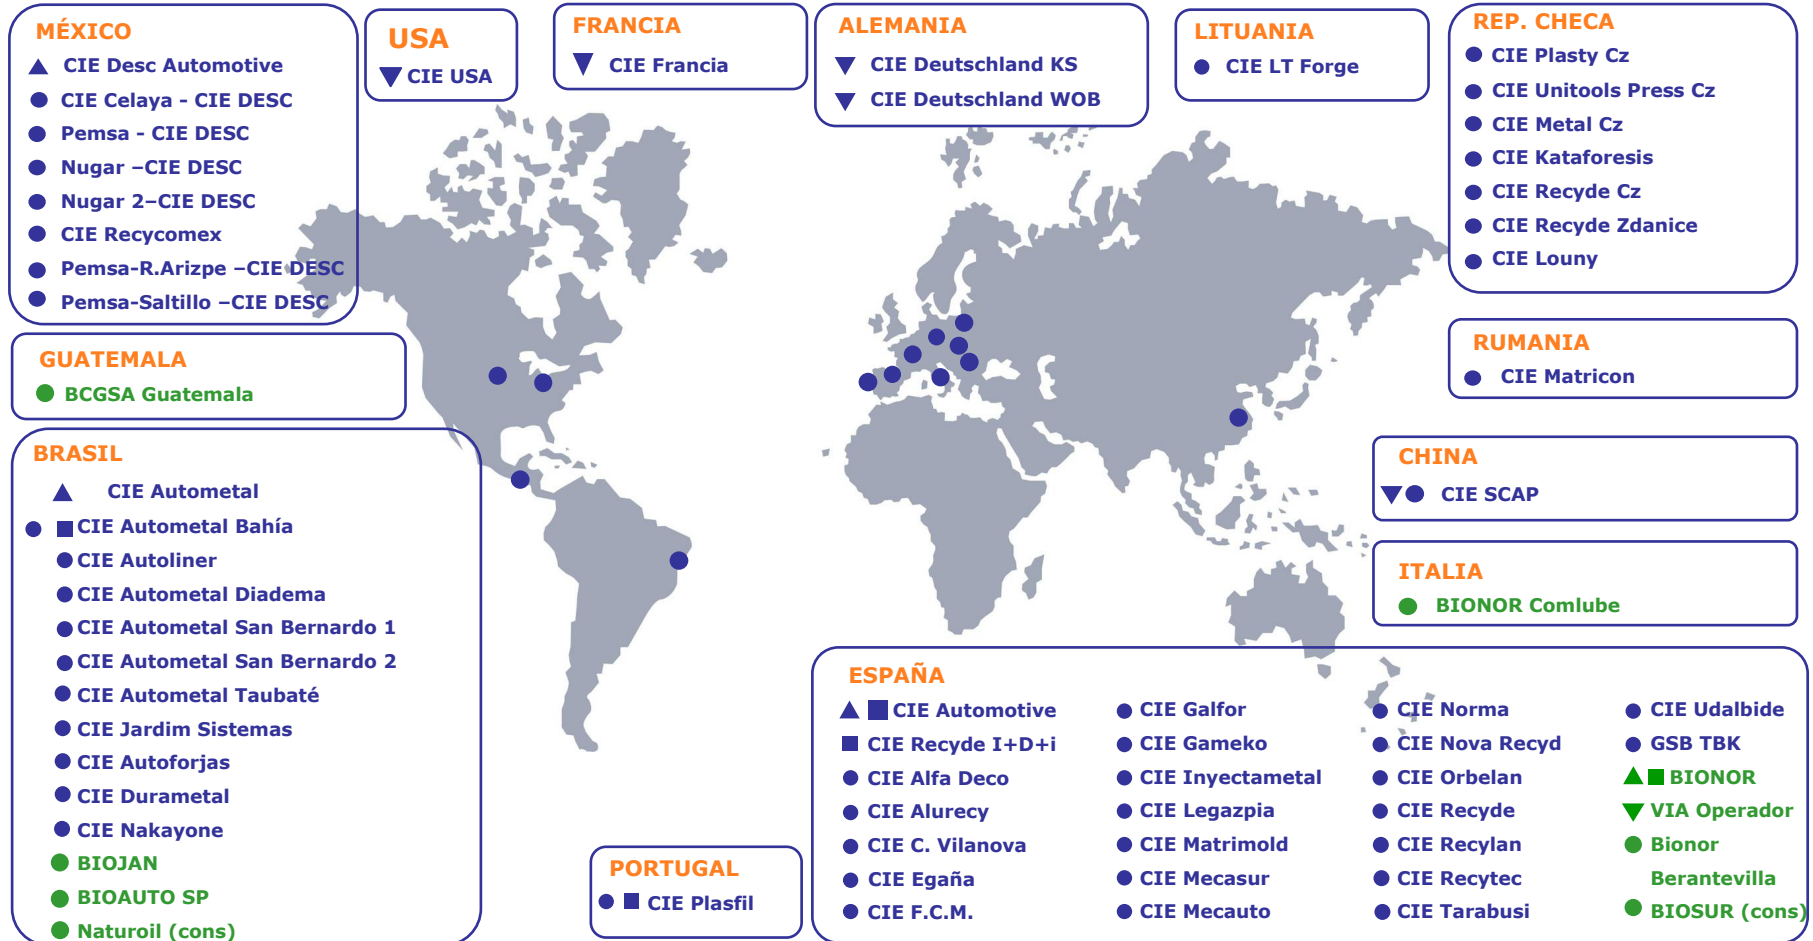 MÉXICO
CIE Desc Automotive
CIE Celaya - CIE DESC
Pemsa - CIE DESC
Nugar –CIE DESC
Nugar 2–CIE DESC
CIE Recycomex
Pemsa-R.Arizpe –CIE DESC
Pemsa-Saltillo –CIE DESC
USA
CIE USA
FRANCIA
CIE Francia
ALEMANIA
CIE Deutschland KS
CIE Deutschland WOB
LITUANIA
CIE LT Forge
REP. CHECA
CIE Plasty Cz
CIE Unitools Press Cz
CIE Metal Cz
CIE Kataforesis
CIE Recyde Cz
CIE Recyde Zdanice
CIE Louny
GUATEMALA
BCGSA Guatemala
RUMANIA
CIE Matricon
BRASIL
CIE Autometal
CIE Autometal Bahía
CIE Autoliner
CIE Autometal Diadema
CIE Autometal San Bernardo 1
CIE Autometal San Bernardo 2
CIE Autometal Taubaté
CIE Jardim Sistemas
CIE Autoforjas
CIE Durametal
CIE Nakayone
BIOJAN
BIOAUTO SP
Naturoil (cons)
CHINA
CIE SCAP
ITALIA
BIONOR Comlube
PORTUGAL
CIE Plasfil
ESPAÑA
CIE Automotive
CIE Recyde I+D+i
CIE Alfa Deco
CIE Alurecy
CIE C. Vilanova
CIE Egaña
CIE F.C.M.
CIE Galfor
CIE Gameko
CIE Inyectametal
CIE Legazpia
CIE Matrimold
CIE Mecasur
CIE Mecauto
CIE Norma
CIE Nova Recyd
CIE Orbelan
CIE Recyde
CIE Recylan
CIE Recytec
CIE Tarabusi
CIE Udalbide
GSB TBK
BIONOR
VIA Operador
Bionor
Berantevilla
BIOSUR (cons)